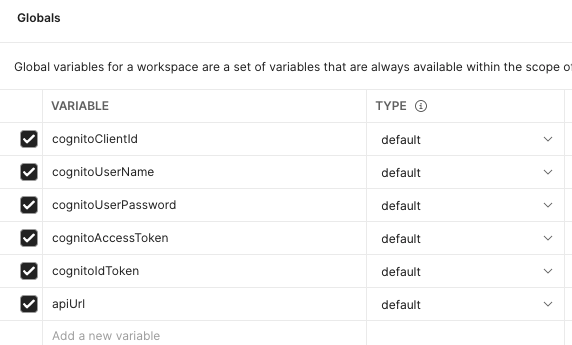 Globals
Global variables for a workspace are a set of variables that are always available within the scope of
VARIABLE TYPE
cognitoClientId default
cognitoUserName default
cognitoUserPassword default
cognitoAccessToken default
cognitoIdToken default
apiUrl default
Add a new variable